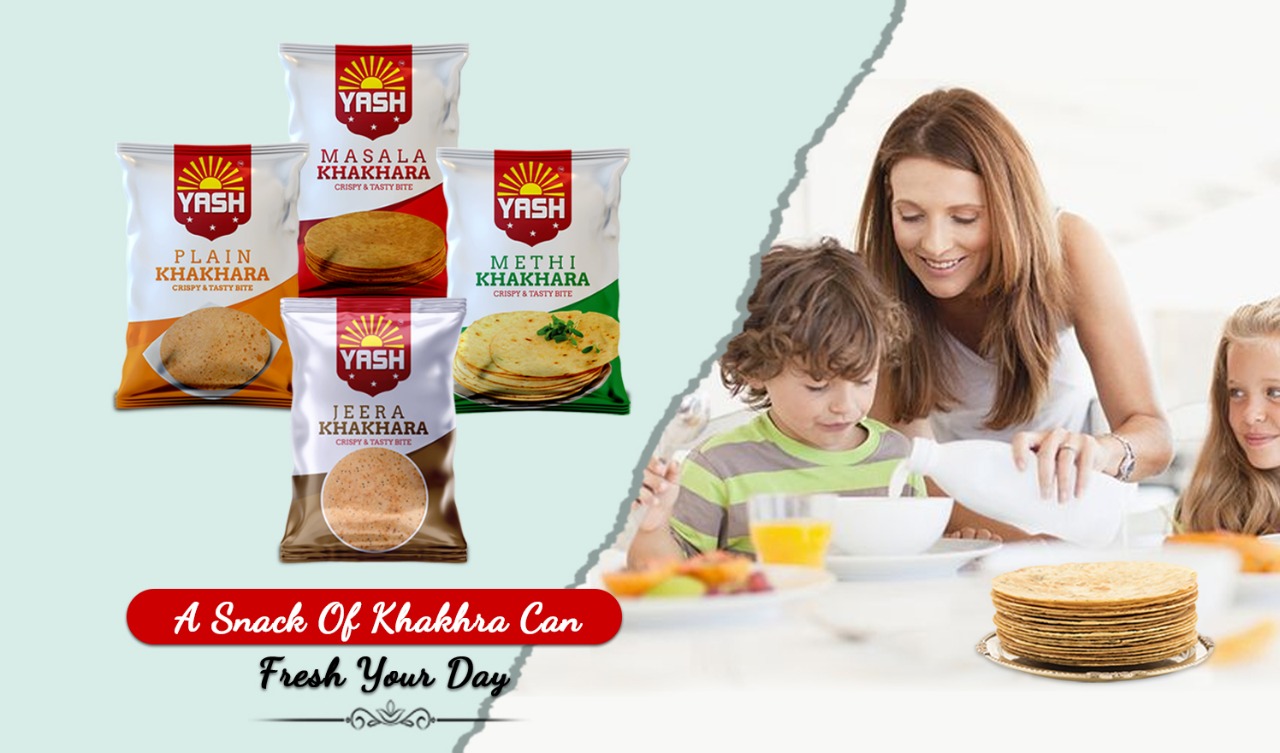 YASH
MASALA
KHAKHARA
CRISPY & TASTY BITE
YASH
PLAIN
KHAKHARA
CRISPY & TASTY BITE
YASH
METHI
KHAKHARA
CRISPY & TASTY BITE
YASH
JEERA
KHAKHARA
CRISPY & TASTY BITE
A Snack Of Khakhra Can
Fresh Your Day